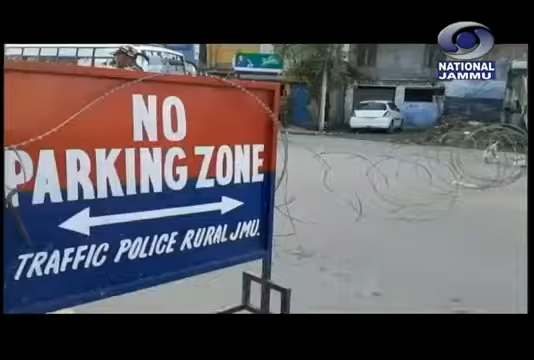 NATIONAL
JAMMU
NO
PARKING ZONE
TRAFFIC POLICE RURAL JMU.